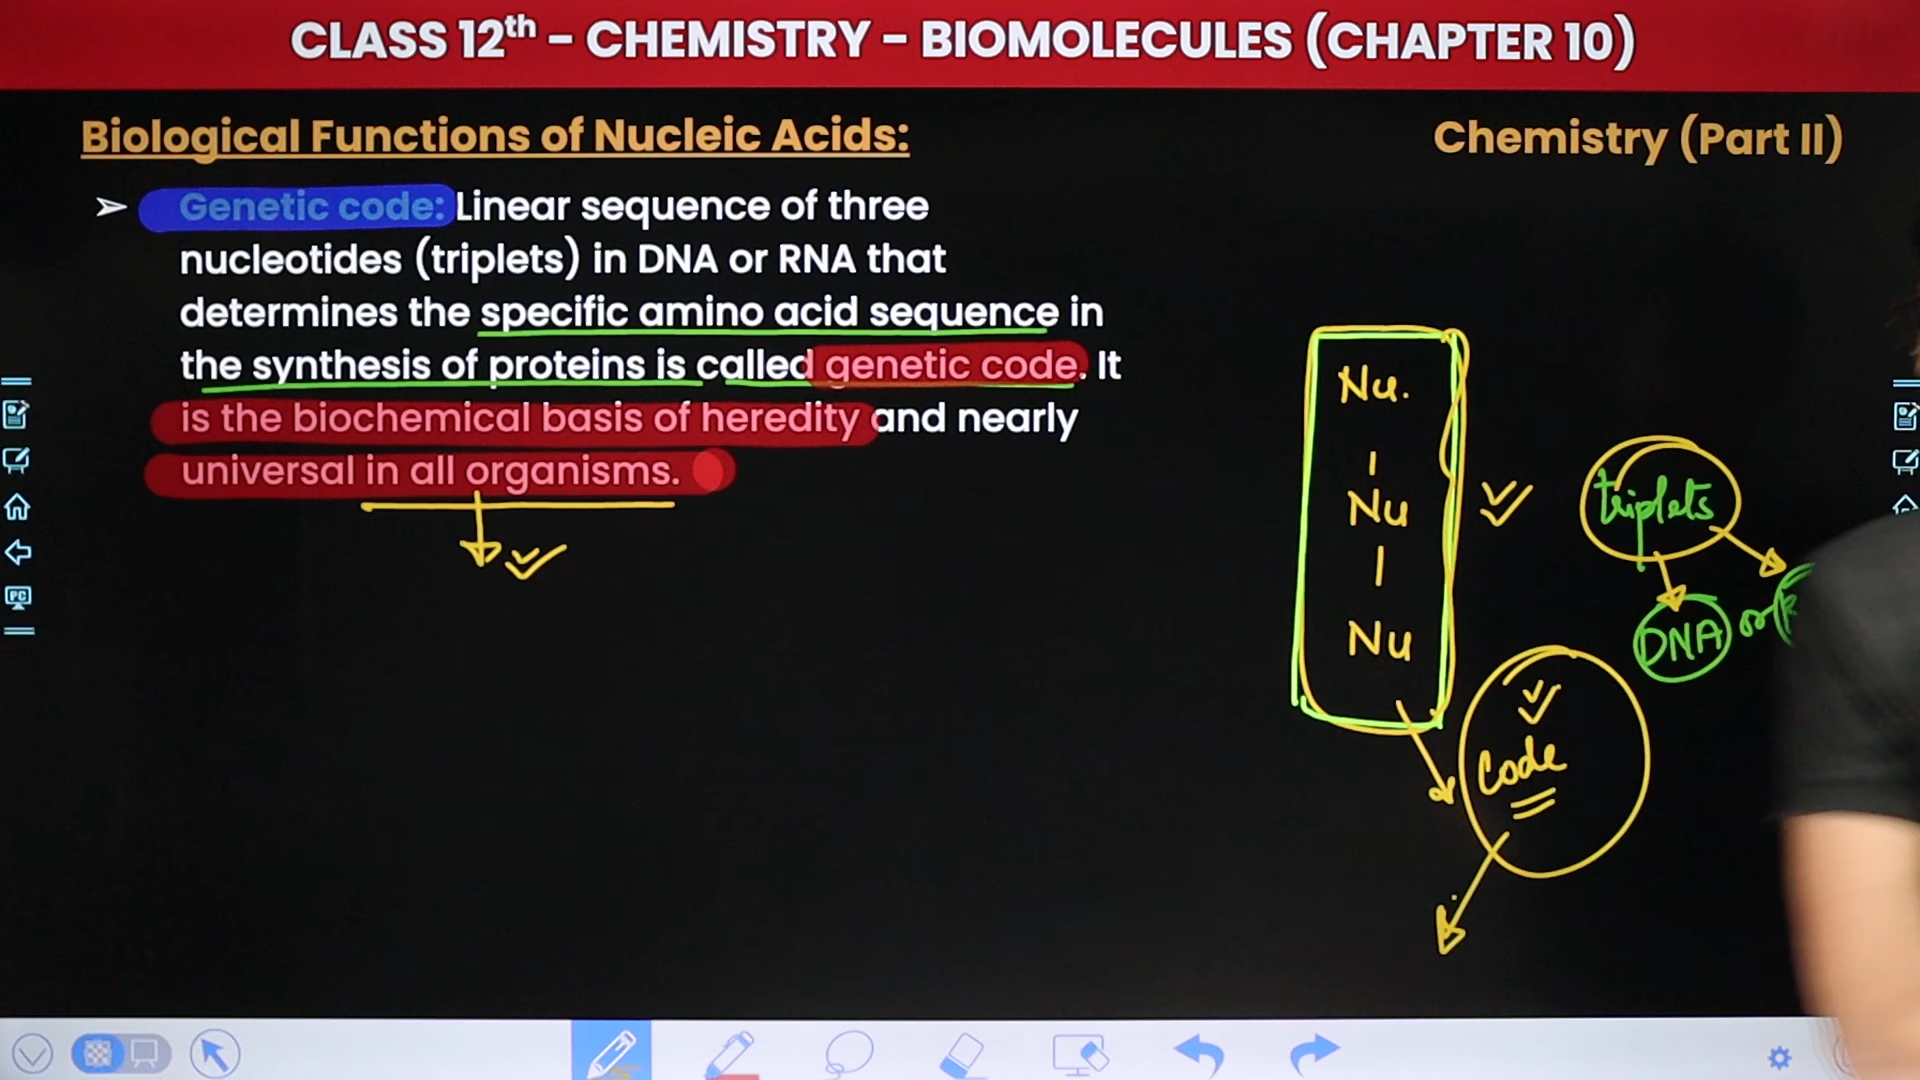 CLASS 12th - CHEMISTRY - BIOMOLECULES (CHAPTER 10)
Biological Functions of Nucleic Acids:
Chemistry (Part II)
➢ Genetic code: Linear sequence of three
nucleotides (triplets) in DNA or RNA that
determines the specific amino acid sequence in
the synthesis of proteins is called genetic code. It
is the biochemical basis of heredity and nearly
universal in all organisms.
Nu.
Nu
Nu
triplets
DNA or
Code
PC